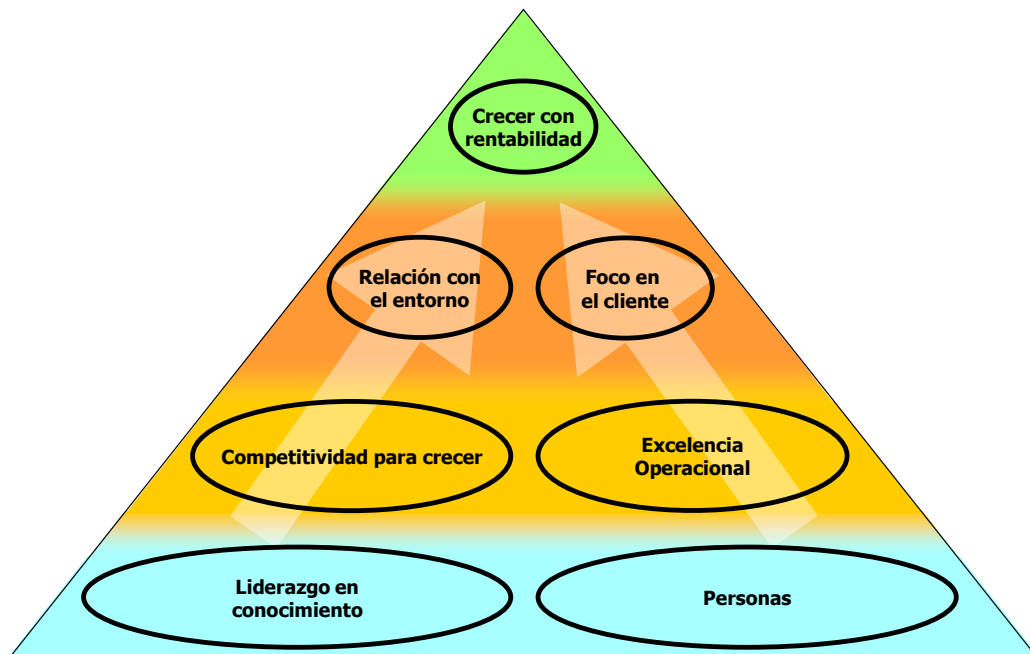 Crecer con
rentabilidad
Relación con
el entorno
Foco en
el cliente
Competitividad para crecer
Excelencia
Operacional
Liderazgo en
conocimiento
Personas